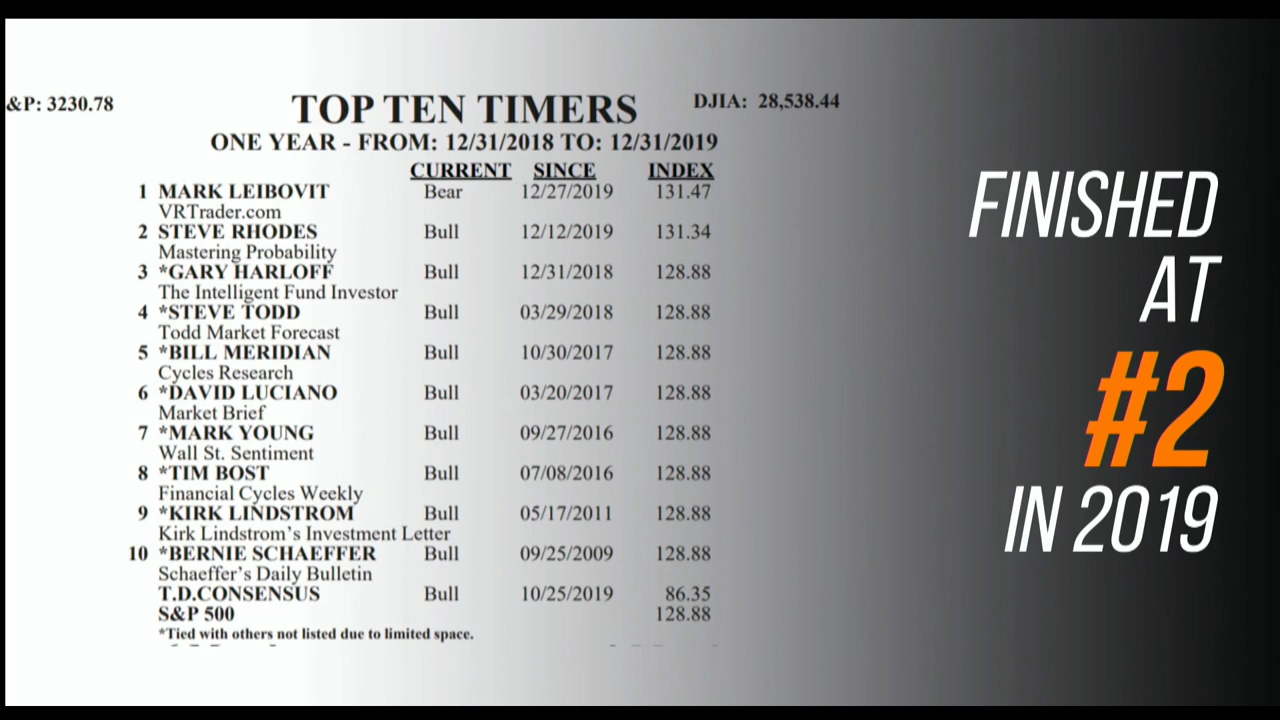 &P: 3230.78
TOP TEN TIMERS
DJIA: 28,538.44
ONE YEAR - FROM: 12/31/2018 TO: 12/31/2019
CURRENT SINCE INDEX
1 MARK LEIBOVIT Bear 12/27/2019 131.47
VRTrader.com
2 STEVE RHODES Bull 12/12/2019 131.34
Mastering Probability
3 *GARY HARLOFF Bull 12/31/2018 128.88
The Intelligent Fund Investor
4 *STEVE TODD Bull 03/29/2018 128.88
Todd Market Forecast
5 *BILL MERIDIAN Bull 10/30/2017 128.88
Cycles Research
6 *DAVID LUCIANO Bull 03/20/2017 128.88
Market Brief
7 *MARK YOUNG Bull 09/27/2016 128.88
Wall St. Sentiment
8 *TIM BOST Bull 07/08/2016 128.88
Financial Cycles Weekly
9 *KIRK LINDSTROM Bull 05/17/2011 128.88
Kirk Lindstrom's Investment Letter
10 *BERNIE SCHAEFFER Bull 09/25/2009 128.88
Schaeffer's Daily Bulletin
T.D.CONSENSUS Bull 10/25/2019 86.35
S&P 500 128.88
*Tied with others not listed due to limited space.
FINISHED
AT
#2
IN 2019